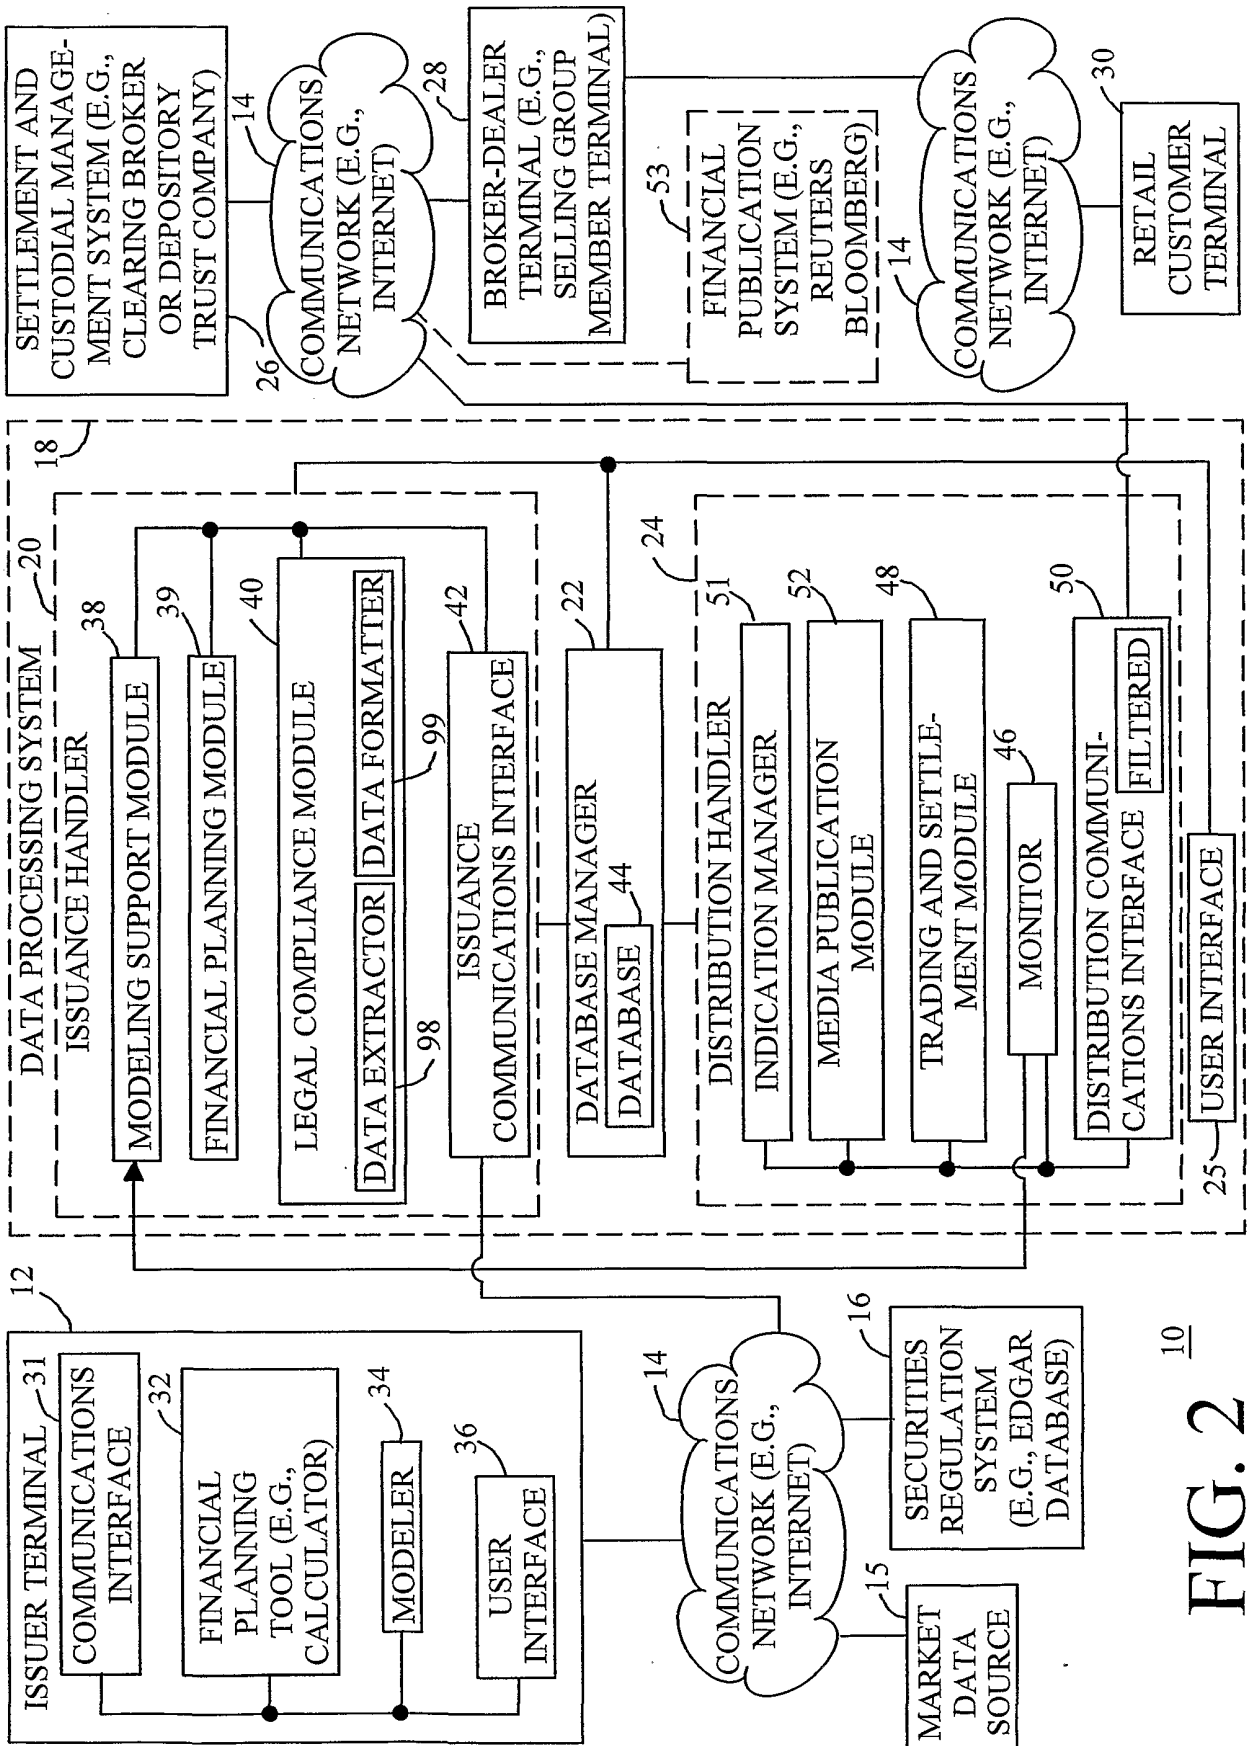 ISSUER TERMINAL
12
31
COMMUNICATIONS
INTERFACE
32
FINANCIAL
PLANNING
TOOL (E.G,
CALCULATOR)
34
MODELER
36
USER
INTERFACE
14
COMMUNICATIONS
NETWORK (E.G.,
INTERNET)
15
MARKET
DATA
SOURCE
16
SECURITIES
REGULATION
SYSTEM
(E.G., EDGAR
DATABASE)
DATA PROCESSING SYSTEM
18
ISSUANCE HANDLER
20
38
MODELING SUPPORT MODULE
39
FINANCIAL PLANNING MODULE
40
LEGAL COMPLIANCE MODULE
DATA EXTRACTOR
DATA FORMATTER
98
99
42
ISSUANCE
COMMUNICATIONS INTERFACE
22
DATABASE MANAGER
44
DATABASE
24
DISTRIBUTION HANDLER
51
INDICATION MANAGER
52
MEDIA PUBLICATION
MODULE
48
TRADING AND SETTLE-
MENT MODULE
46
MONITOR
50
DISTRIBUTION COMMUNI-
CATIONS INTERFACE
FILTERED
25
USER INTERFACE
SETTLEMENT AND
CUSTODIAL MANAGE-
MENT SYSTEM (E.G.,
CLEARING BROKER
OR DEPOSITORY
TRUST COMPANY)
26
14
COMMUNICATIONS
NETWORK (E.G.,
INTERNET)
28
BROKER-DEALER
TERMINAL (E.G.,
SELLING GROUP
MEMBER TERMINAL)
53
FINANCIAL
PUBLICATION
SYSTEM (E.G.,
REUTERS
BLOOMBERG)
14
COMMUNICATIONS
NETWORK (E.G.,
INTERNET)
30
RETAIL
CUSTOMER
TERMINAL
10
FIG. 2